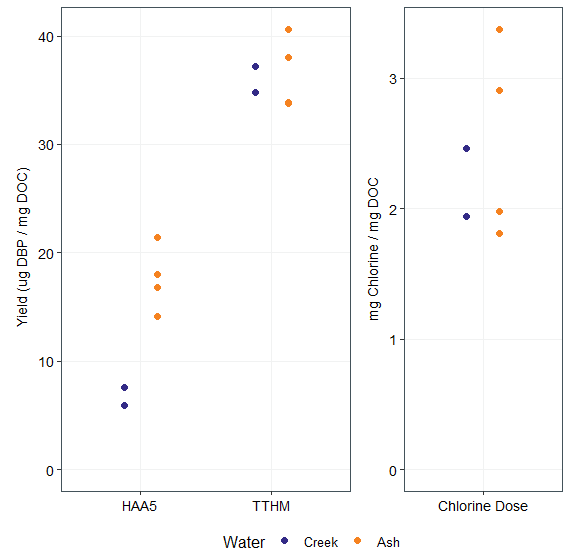 Yield (ug DBP / mg DOC)
40
30
20
10
0
HAA5 TTHM
mg Chlorine / mg DOC
3
2
1
0
Chlorine Dose
Water Creek Ash